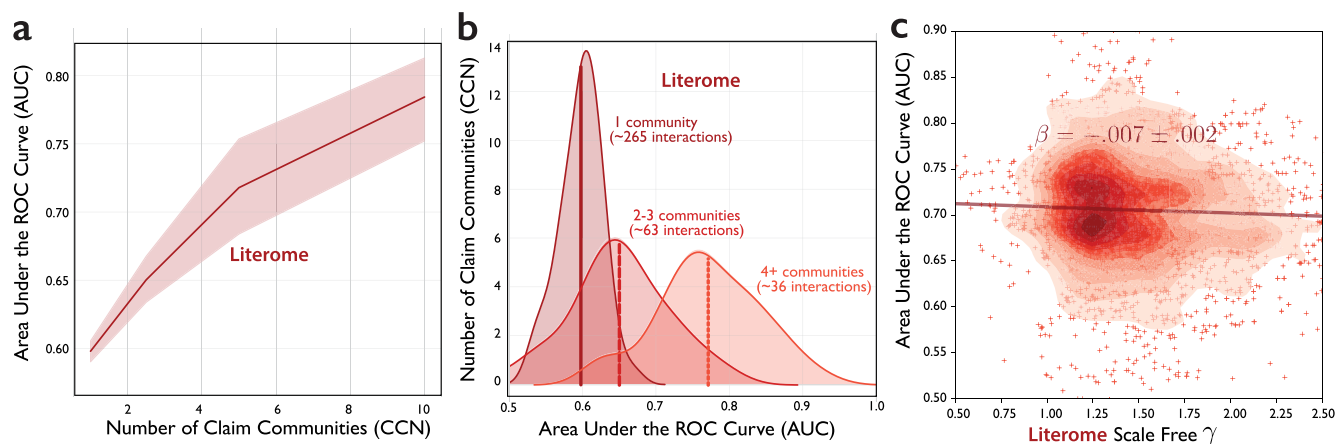 a
Area Under the ROC Curve (AUC)
0.80
0.75
0.70
0.65
0.60
Literome
2 4 6 8 10
Number of Claim Communities (CCN)
b
Number of Claim Communities (CCN)
14
12
10
8
6
4
2
0
Literome
1 community
(~265 interactions)
2-3 communities
(~63 interactions)
4+ communities
(~36 interactions)
0.5 0.6 0.7 0.8 0.9 1.0
Area Under the ROC Curve (AUC)
c
Area Under the ROC Curve (AUC)
0.90
0.85
0.80
0.75
0.70
0.65
0.60
0.55
0.50
β = −.007 ± .002
0.50 0.75 1.00 1.25 1.50 1.75 2.00 2.25 2.50
Literome Scale Free γ